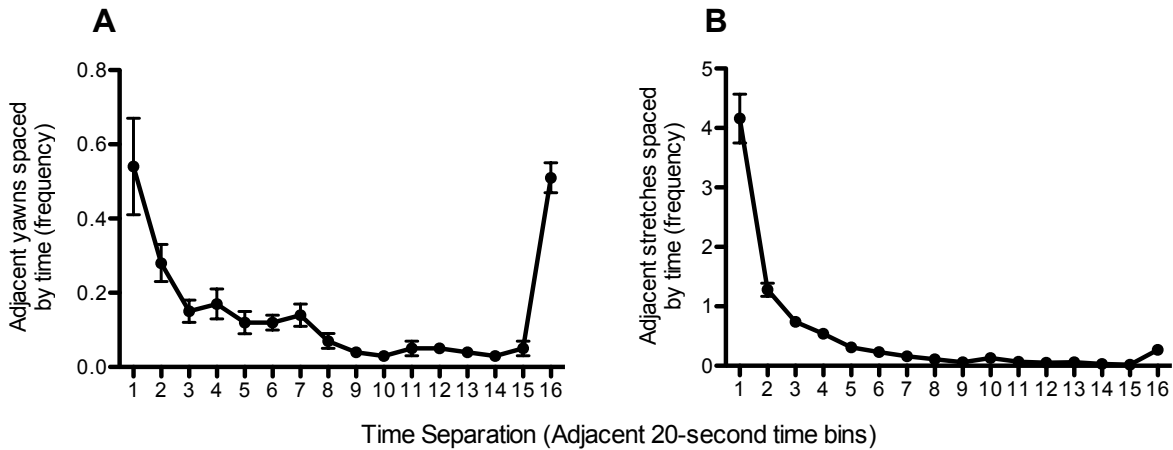 A
Adjacent yawns spaced
by time (frequency)
0.8
0.6
0.4
0.2
0.0
1 2 3 4 5 6 7 8 9 10 11 12 13 14 15 16
B
Adjacent stretches spaced
by time (frequency)
5
4
3
2
1
0
1 2 3 4 5 6 7 8 9 10 11 12 13 14 15 16
Time Separation (Adjacent 20-second time bins)